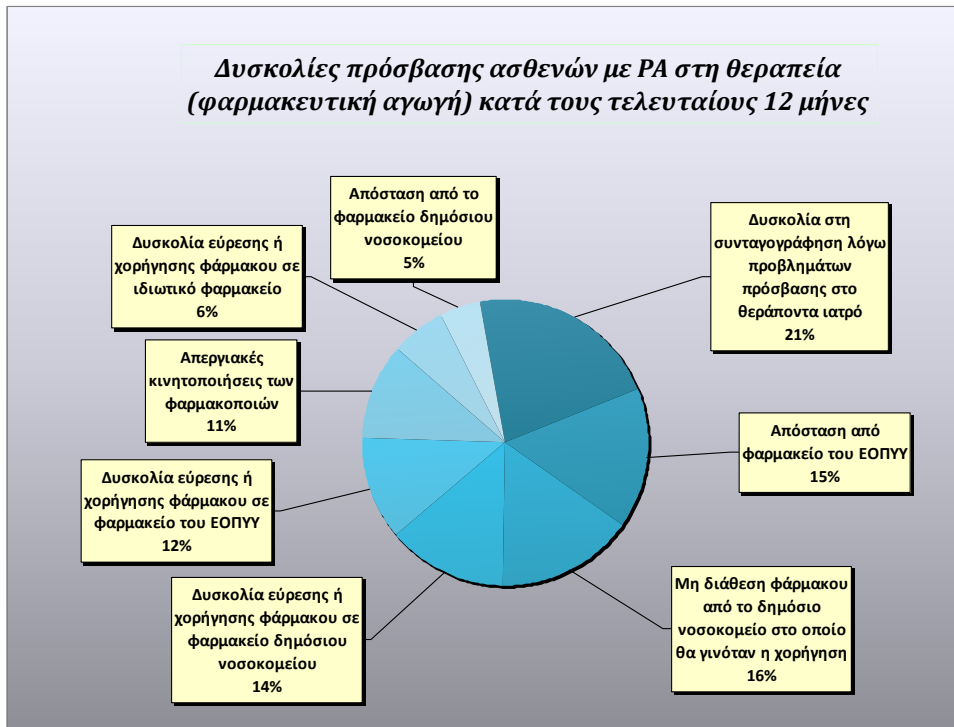 Δυσκολίες πρόσβασης ασθενών με ΡΑ στη θεραπεία
(φαρμακευτική αγωγή) κατά τους τελευταίους 12 μήνες
Απόσταση από το
φαρμακείο δημόσιου
νοσοκομείου
5%
Δυσκολία στη
συνταγογράφηση λόγω
προβλημάτων
πρόσβασης στο
θεράποντα ιατρό
21%
Δυσκολία εύρεσης ή
χορήγησης φάρμακου σε
ιδιωτικό φαρμακείο
6%
Απεργιακές
κινητοποιήσεις των
φαρμακοποιών
11%
Απόσταση από
φαρμακείο του ΕΟΠΥΥ
15%
Δυσκολία εύρεσης ή
χορήγησης φάρμακου σε
φαρμακείο του ΕΟΠΥΥ
12%
Μη διάθεση φάρμακου
από το δημόσιο
νοσοκομείο στο οποίο
θα γινόταν η χορήγηση
16%
Δυσκολία εύρεσης ή
χορήγησης φάρμακου σε
φαρμακείο δημόσιου
νοσοκομείου
14%